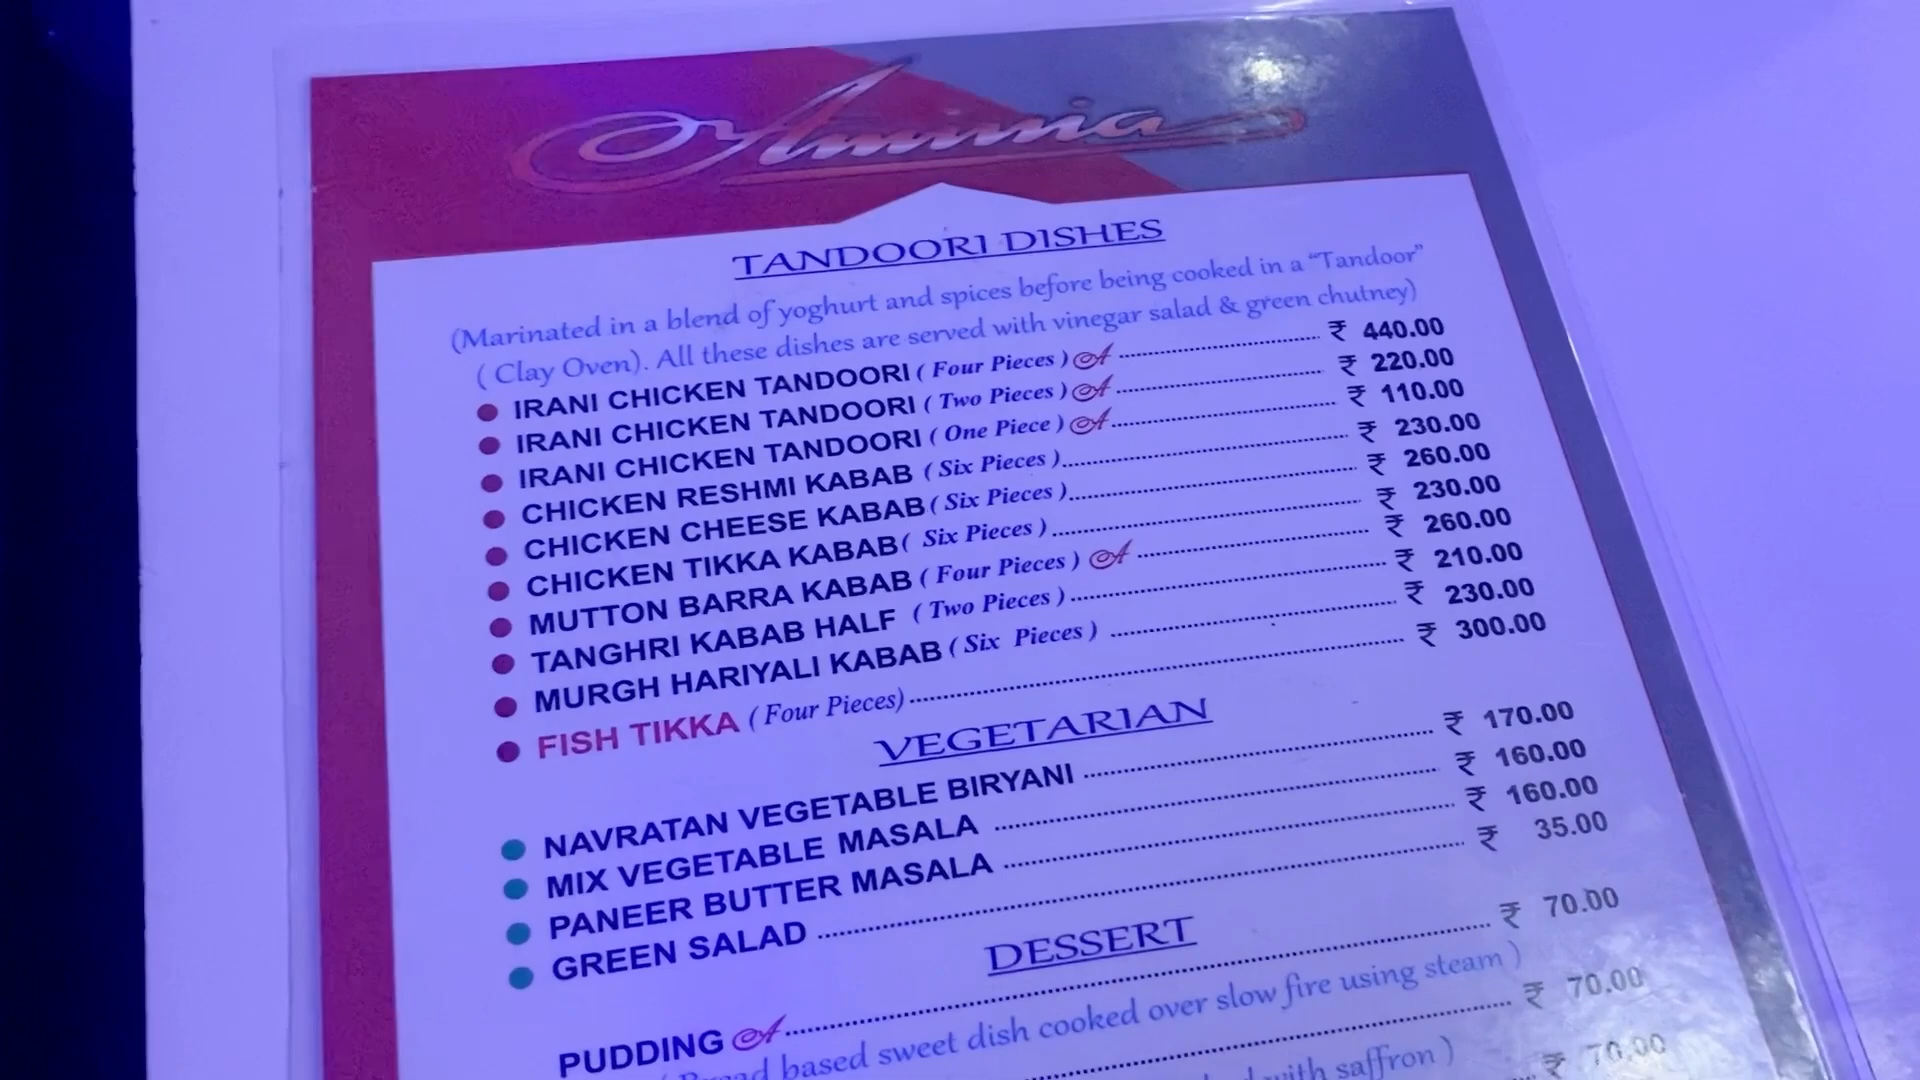 Aminia
TANDOORI DISHES
(Marinated in a blend of yoghurt and spices before being cooked in a "Tandoor"
( Clay Oven). All these dishes are served with vinegar salad & green chutney)
IRANI CHICKEN TANDOORI ( Four Pieces ) A ₹ 440.00
IRANI CHICKEN TANDOORI ( Two Pieces ) A ₹ 220.00
IRANI CHICKEN TANDOORI ( One Piece ) A ₹ 110.00
CHICKEN RESHMI KABAB ( Six Pieces ) ₹ 230.00
CHICKEN CHEESE KABAB ( Six Pieces ) ₹ 260.00
CHICKEN TIKKA KABAB ( Six Pieces ) ₹ 230.00
MUTTON BARRA KABAB ( Four Pieces ) A ₹ 260.00
TANGHRI KABAB HALF ( Two Pieces ) ₹ 210.00
MURGH HARIYALI KABAB ( Six Pieces ) ₹ 230.00
FISH TIKKA ( Four Pieces) ₹ 300.00
VEGETARIAN
NAVRATAN VEGETABLE BIRYANI ₹ 170.00
MIX VEGETABLE MASALA ₹ 160.00
PANEER BUTTER MASALA ₹ 160.00
GREEN SALAD ₹ 35.00
DESSERT
PUDDING A ₹ 70.00
based sweet dish cooked over slow fire using steam )
₹ 70.00
with saffron )
₹ 70.00